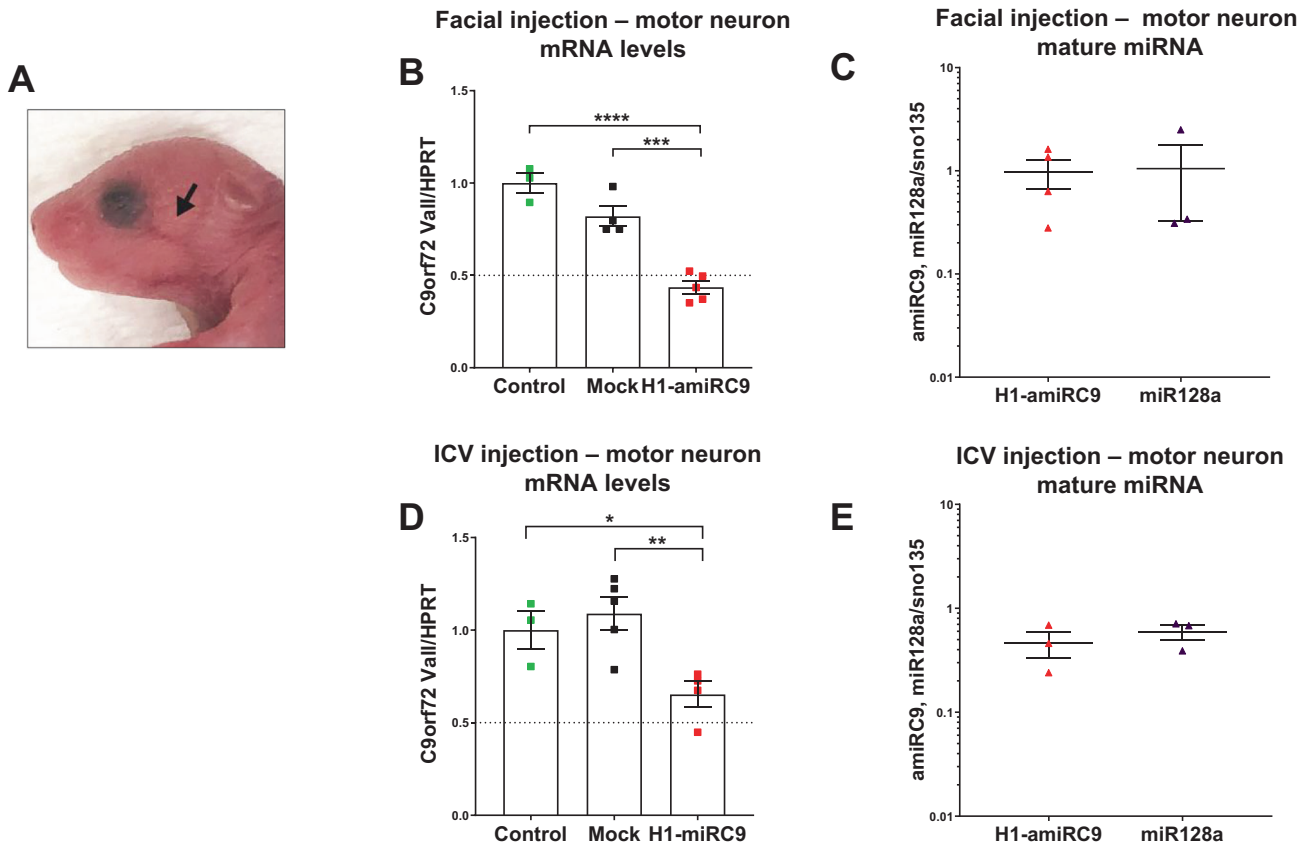 A
B
Facial injection – motor neuron
mRNA levels
C9orf72 Vall/HPRT
1.5
1.0
0.5
0.0
****
***
Control Mock H1-amiRC9
C
Facial injection – motor neuron
mature miRNA
amiRC9, miR128a/sno135
10
1
0.1
0.01
H1-amiRC9 miR128a
D
ICV injection – motor neuron
mRNA levels
C9orf72 Vall/HPRT
1.5
1.0
0.5
0.0
*
**
Control Mock H1-miRC9
E
ICV injection – motor neuron
mature miRNA
amiRC9, miR128a/sno135
10
1
0.1
0.01
H1-amiRC9 miR128a